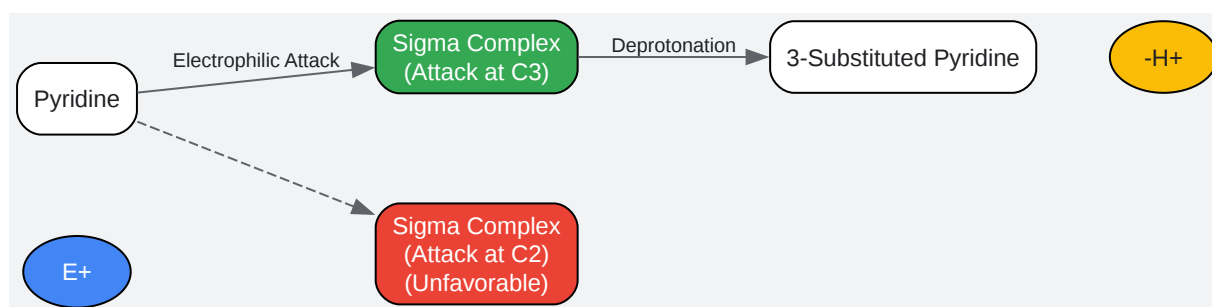 Pyridine
Electrophilic Attack
Sigma Complex
(Attack at C3)
Deprotonation
3-Substituted Pyridine
-H+
Sigma Complex
(Attack at C2)
(Unfavorable)
E+